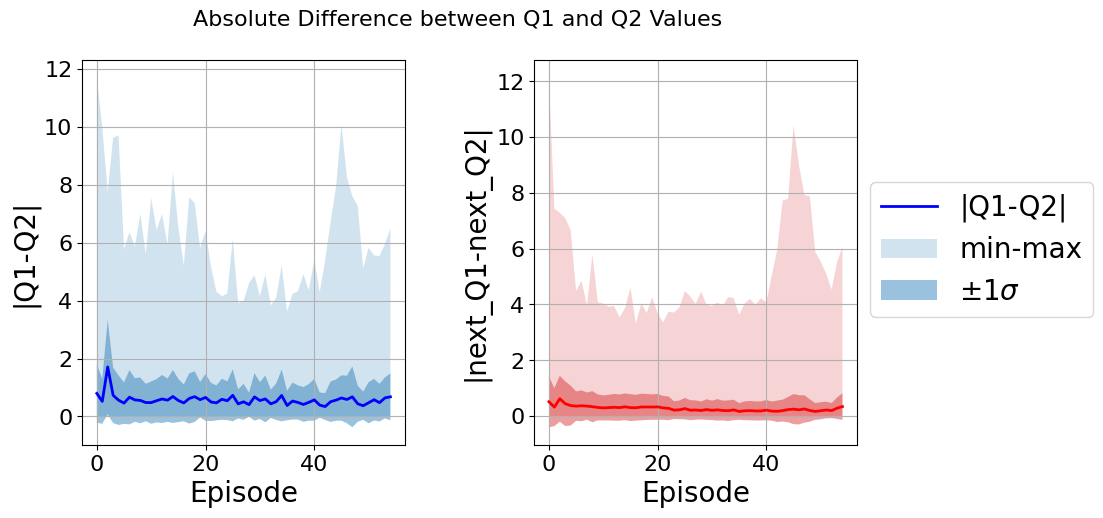 Absolute Difference between Q1 and Q2 Values
|Q1-Q2|
12
10
8
6
4
2
0
0 20 40
Episode
|next_Q1-next_Q2|
12
10
8
6
4
2
0
0 20 40
Episode
|Q1-Q2|
min-max
±1σ